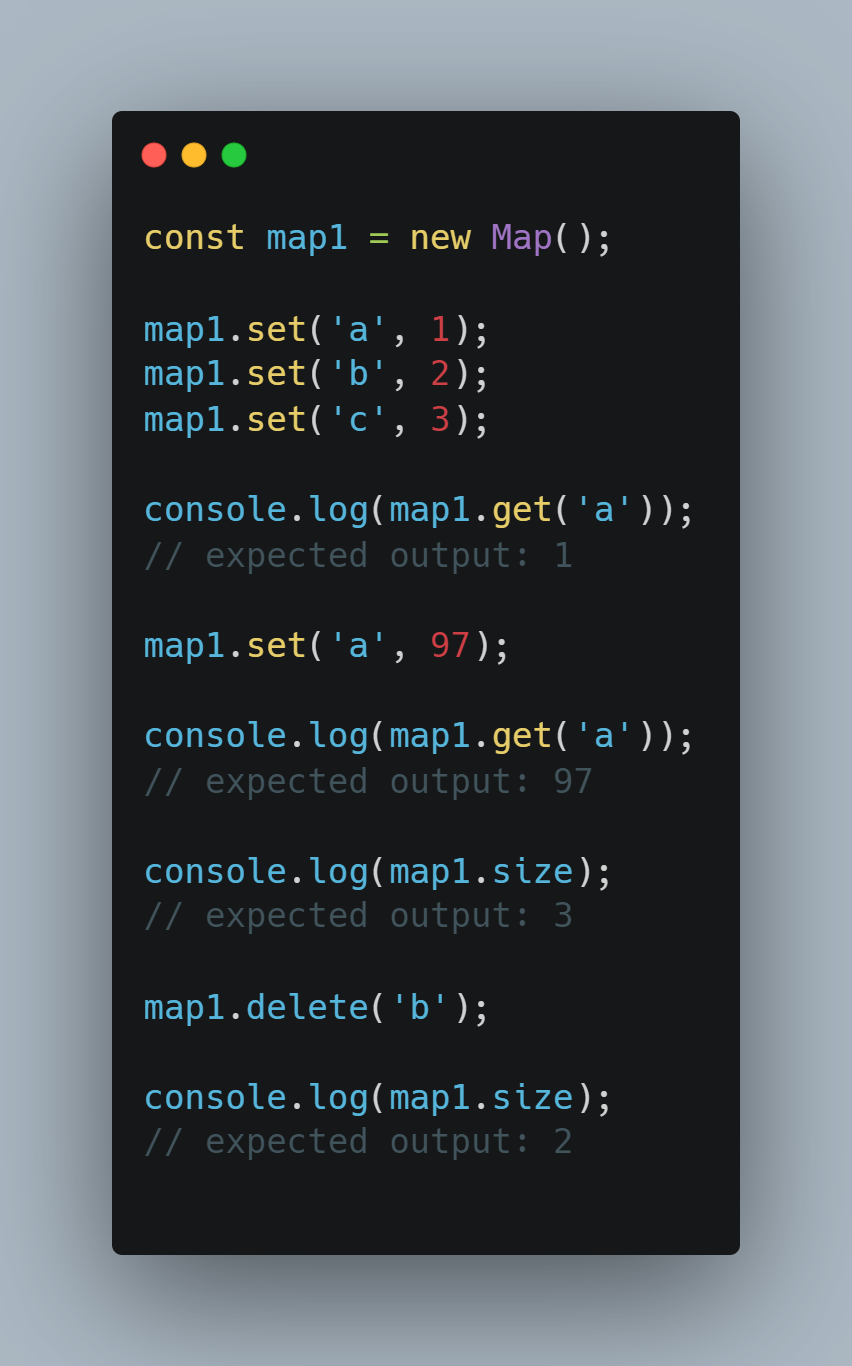 const map1 = new Map();
map1.set('a', 1);
map1.set('b', 2);
map1.set('c', 3);
console.log(map1.get('a'));
// expected output: 1
map1.set('a', 97);
console.log(map1.get('a'));
// expected output: 97
console.log(map1.size);
// expected output: 3
map1.delete('b');
console.log(map1.size);
// expected output: 2